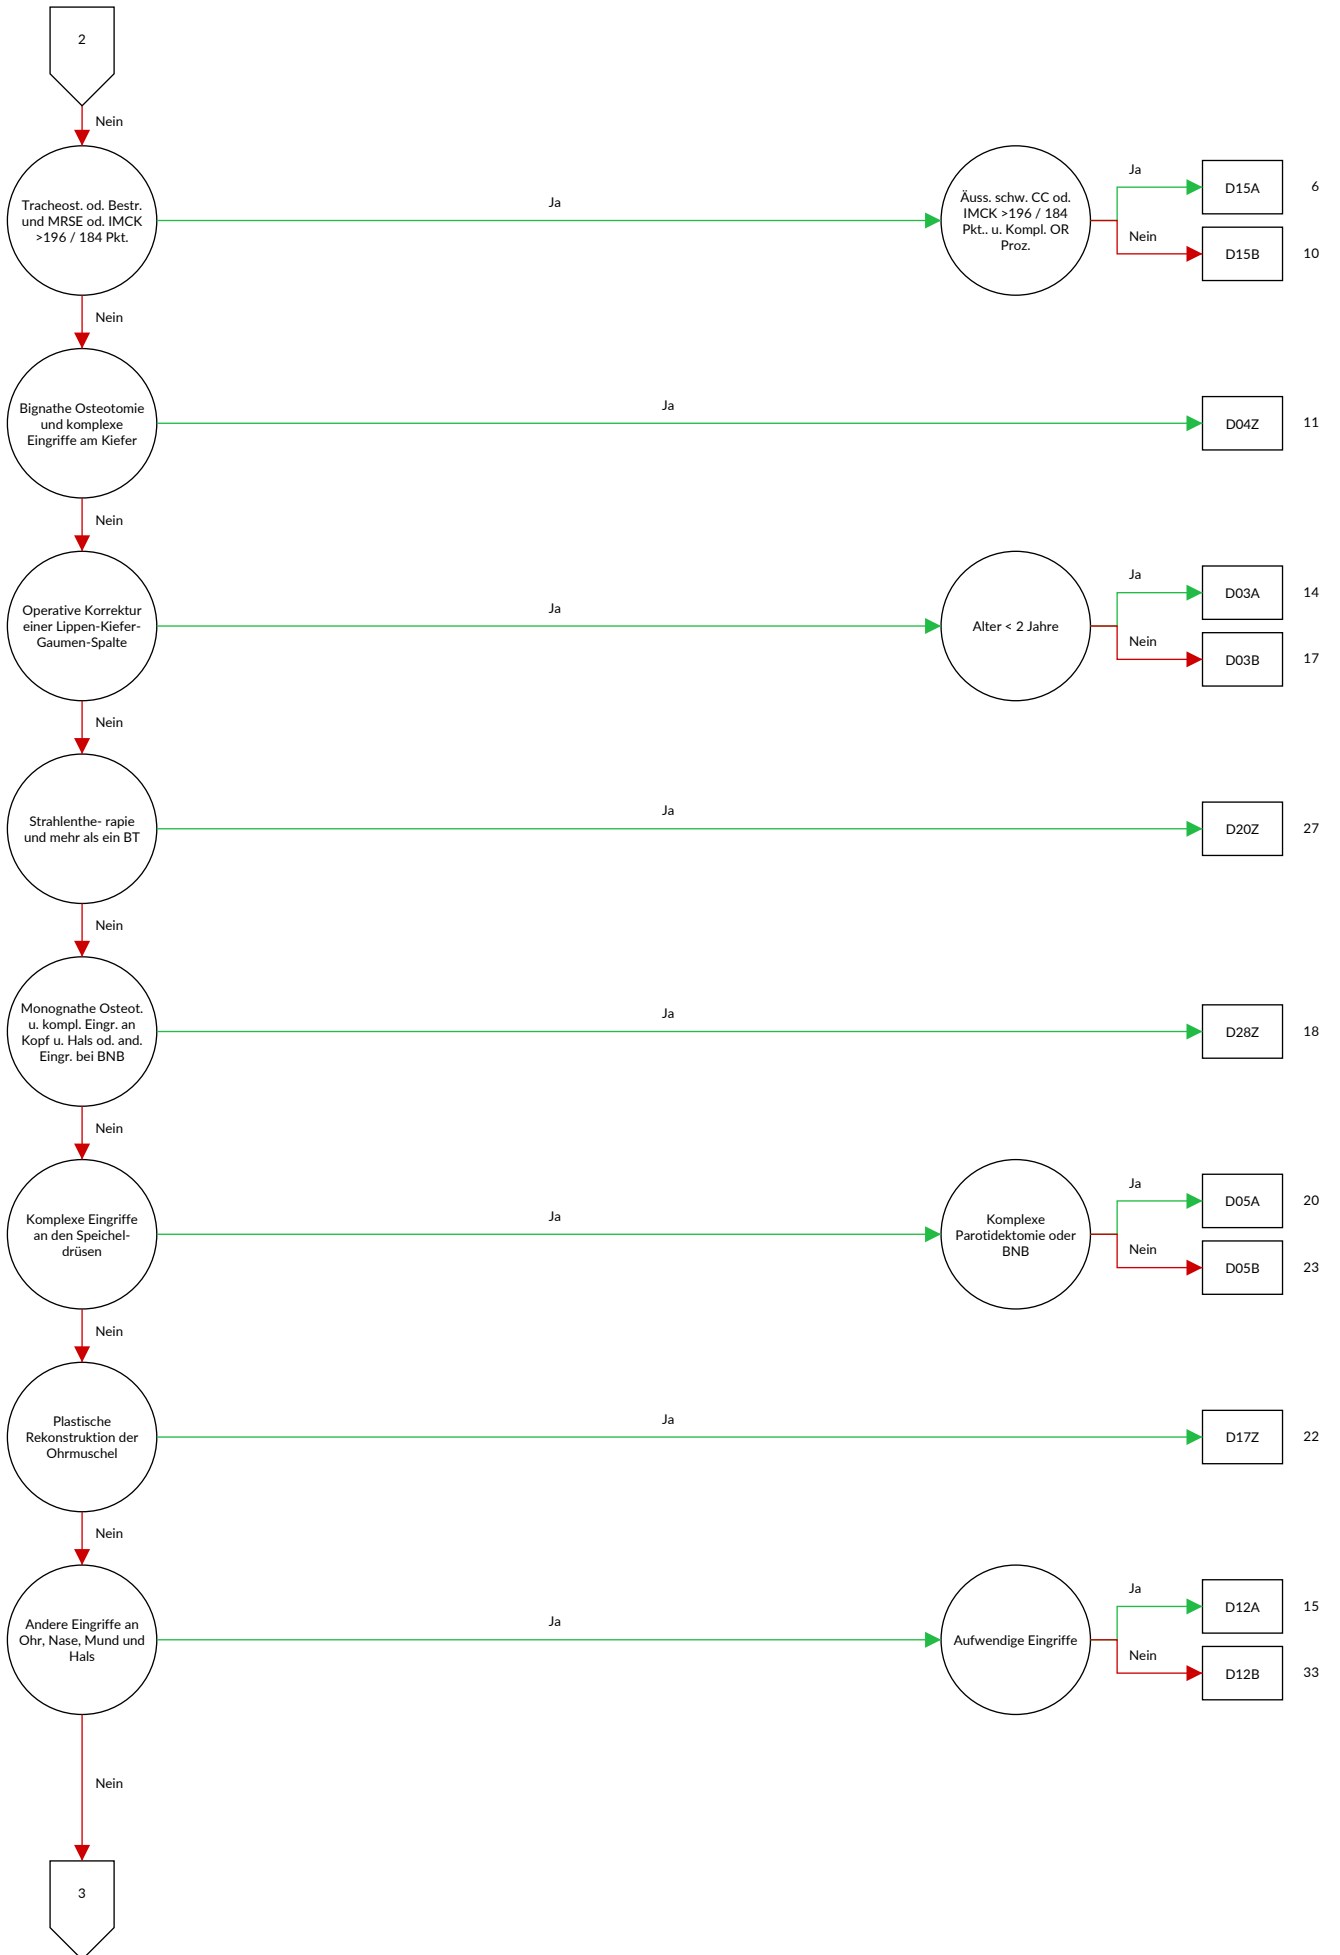 2
Nein
Tracheost. od. Bestr.
und MRSE od. IMCK
>196 / 184 Pkt.
Ja
Äuss. schw. CC od.
IMCK >196 / 184
Pkt.. u. Kompl. OR
Proz.
Ja
D15A
6
Nein
D15B
10
Nein
Bignathe Osteotomie
und komplexe
Eingriffe am Kiefer
Ja
D04Z
11
Nein
Operative Korrektur
einer Lippen-Kiefer-
Gaumen-Spalte
Ja
Alter < 2 Jahre
Ja
D03A
14
Nein
D03B
17
Nein
Strahlenthe- rapie
und mehr als ein BT
Ja
D20Z
27
Nein
Monognathe Osteot.
u. kompl. Eingr. an
Kopf u. Hals od. and.
Eingr. bei BNB
Ja
D28Z
18
Nein
Komplexe Eingriffe
an den Speichel-
drüsen
Ja
Komplexe
Parotidektomie oder
BNB
Ja
D05A
20
Nein
D05B
23
Nein
Plastische
Rekonstruktion der
Ohrmuschel
Ja
D17Z
22
Nein
Andere Eingriffe an
Ohr, Nase, Mund und
Hals
Ja
Aufwendige Eingriffe
Ja
D12A
15
Nein
D12B
33
Nein
3